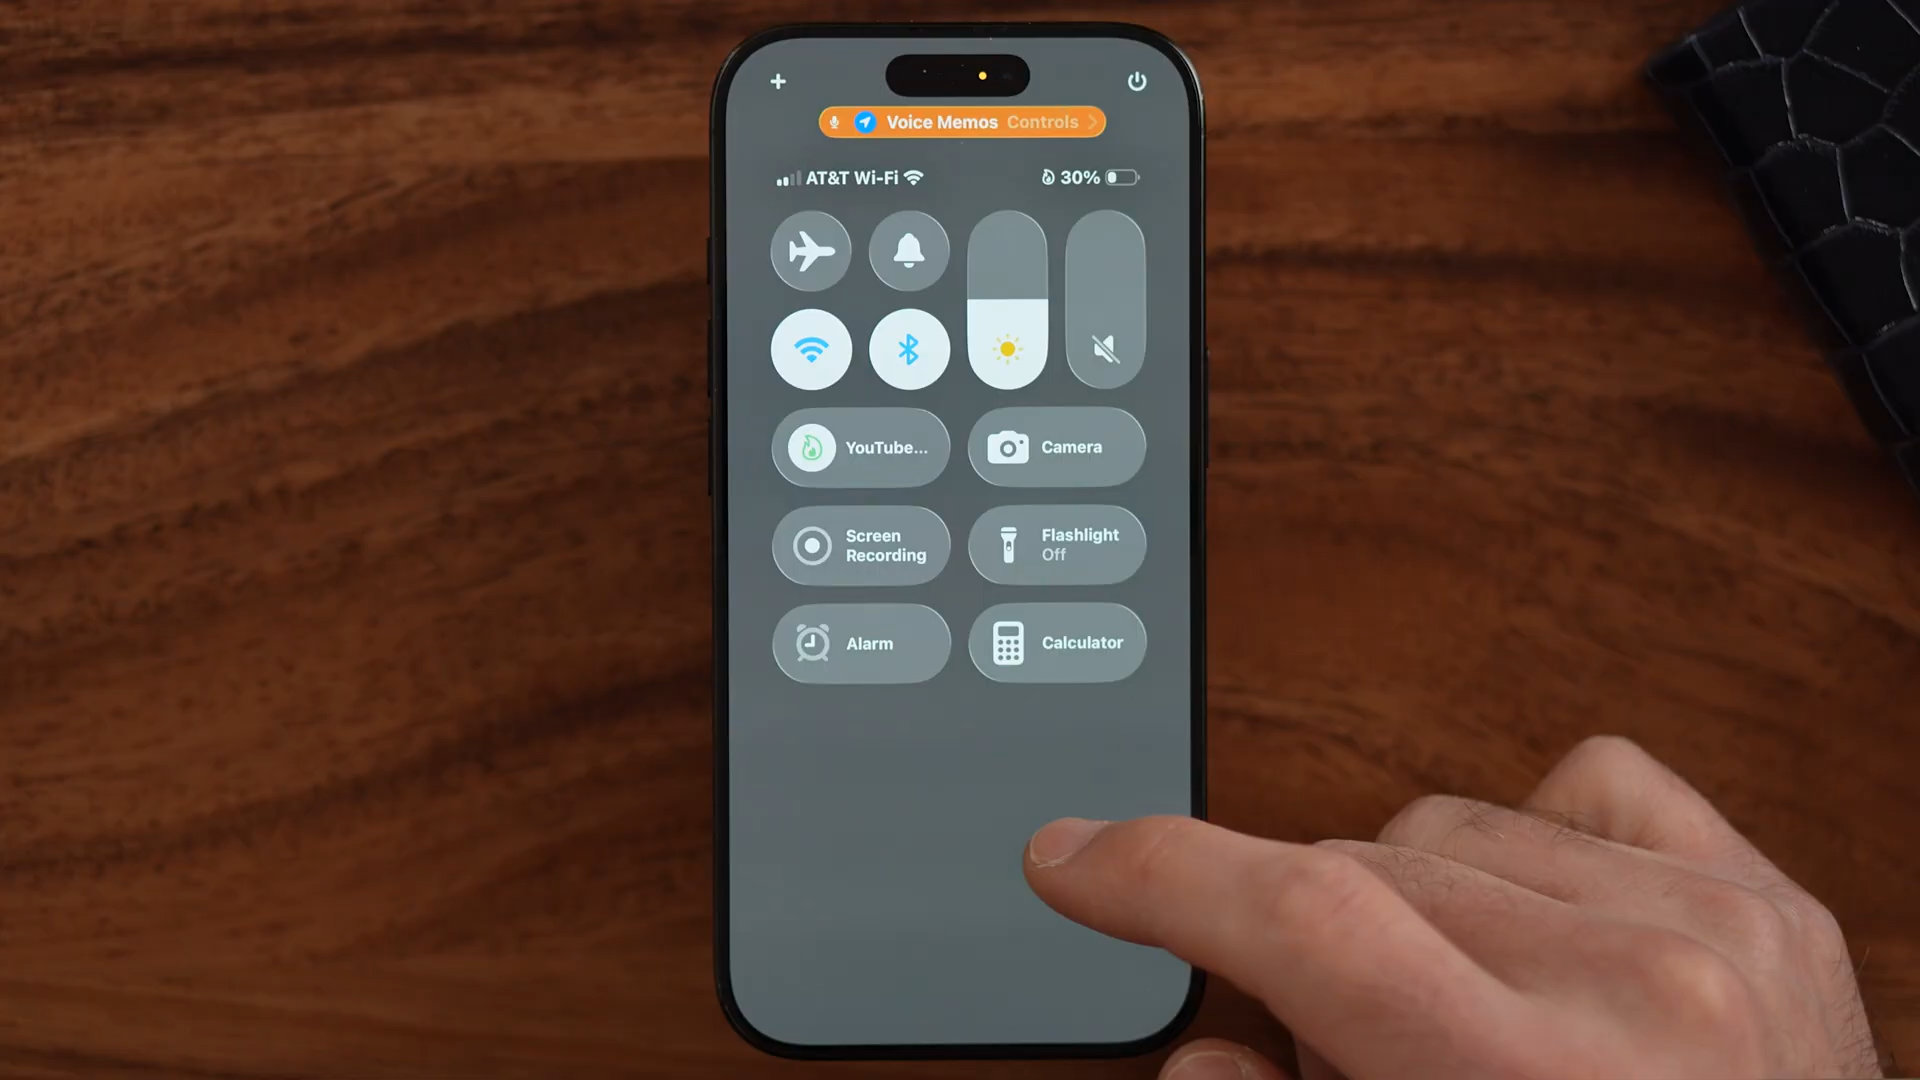 Voice Memos Controls
AT&T Wi-Fi 30%
YouTube...
Camera
Screen
Recording
Flashlight
Off
Alarm
Calculator